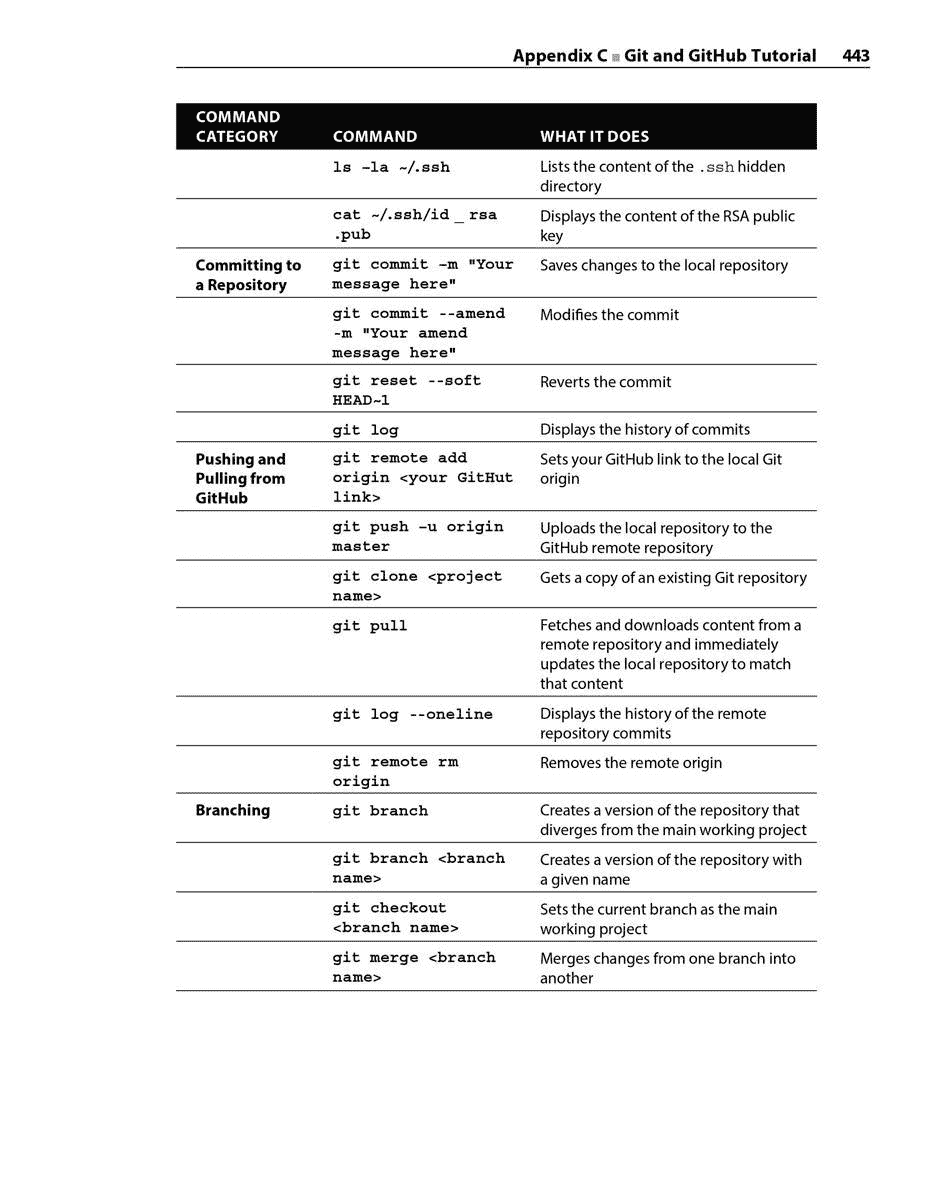 Appendix C ■ Git and GitHub Tutorial 443
COMMAND
CATEGORY COMMAND WHAT IT DOES
ls –la ~/.ssh Lists the content of the .ssh hidden
directory
cat ~/.ssh/id _ rsa Displays the content of the RSA public
.pub key
Committing to git commit –m "Your Saves changes to the local repository
a Repository message here"
git commit --amend Modifies the commit
-m "Your amend
message here"
git reset --soft Reverts the commit
HEAD~1
git log Displays the history of commits
Pushing and git remote add Sets your GitHub link to the local Git
Pulling from origin <your GitHut origin
GitHub link>
git push –u origin Uploads the local repository to the
master GitHub remote repository
git clone <project Gets a copy of an existing Git repository
name>
git pull Fetches and downloads content from a
remote repository and immediately
updates the local repository to match
that content
git log --oneline Displays the history of the remote
repository commits
git remote rm Removes the remote origin
origin
Branching git branch Creates a version of the repository that
diverges from the main working project
git branch <branch Creates a version of the repository with
name> a given name
git checkout Sets the current branch as the main
<branch name> working project
git merge <branch Merges changes from one branch into
name> another